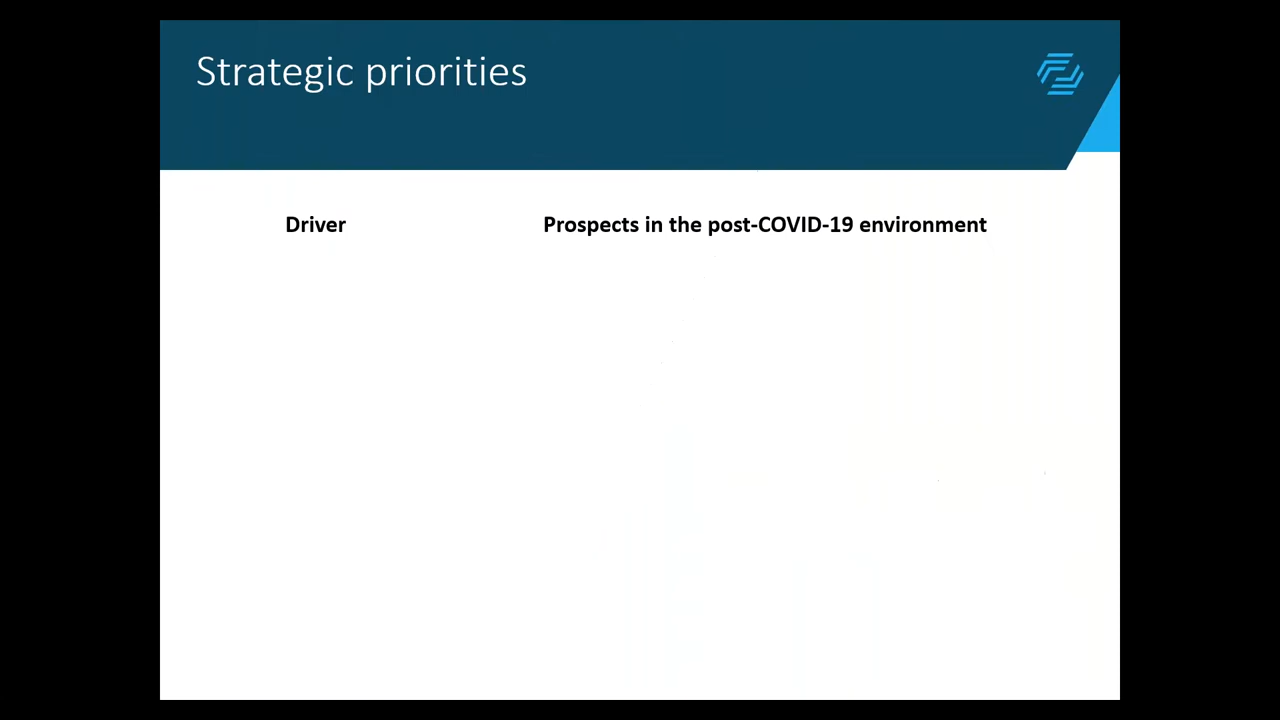 Strategic priorities
Driver
Prospects in the post-COVID-19 environment